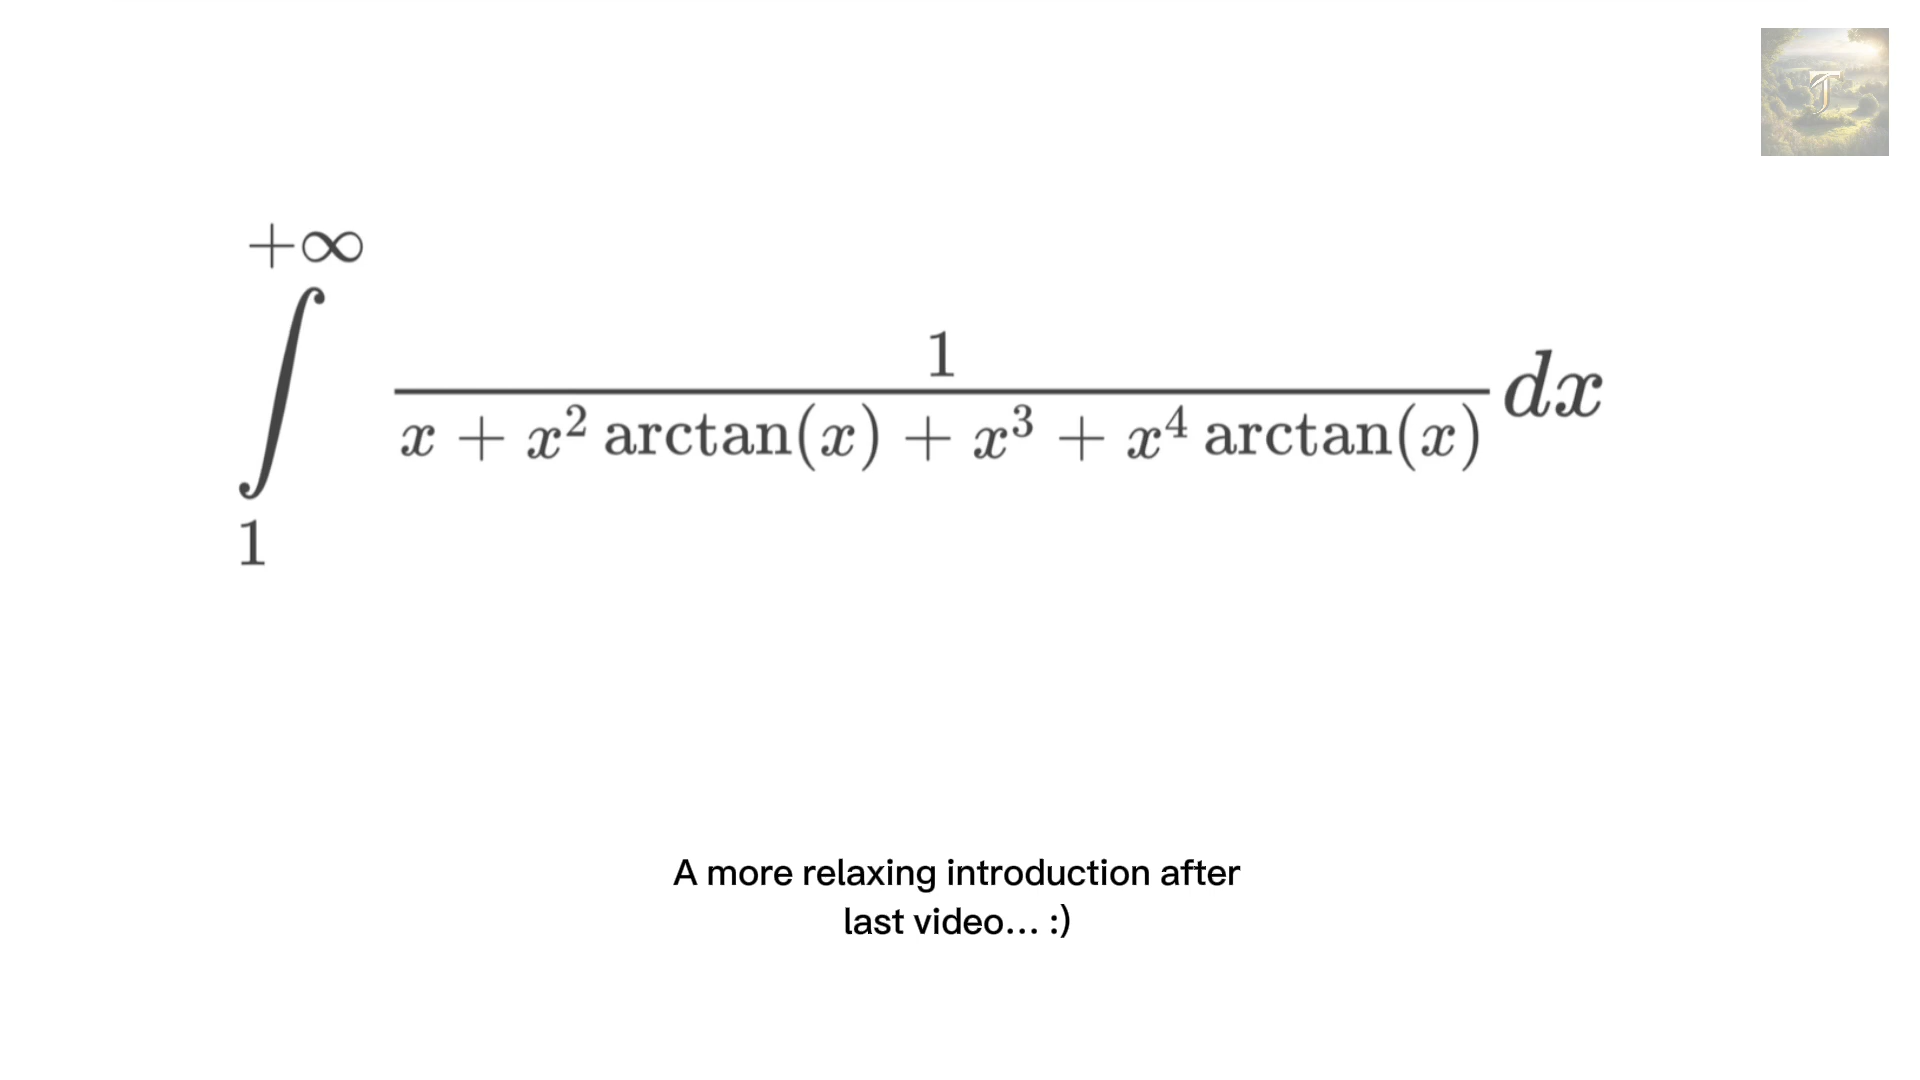 +∞
∫ 1 / (x + x² arctan(x) + x³ + x⁴ arctan(x)) dx
1
A more relaxing introduction after
last video... :)
T